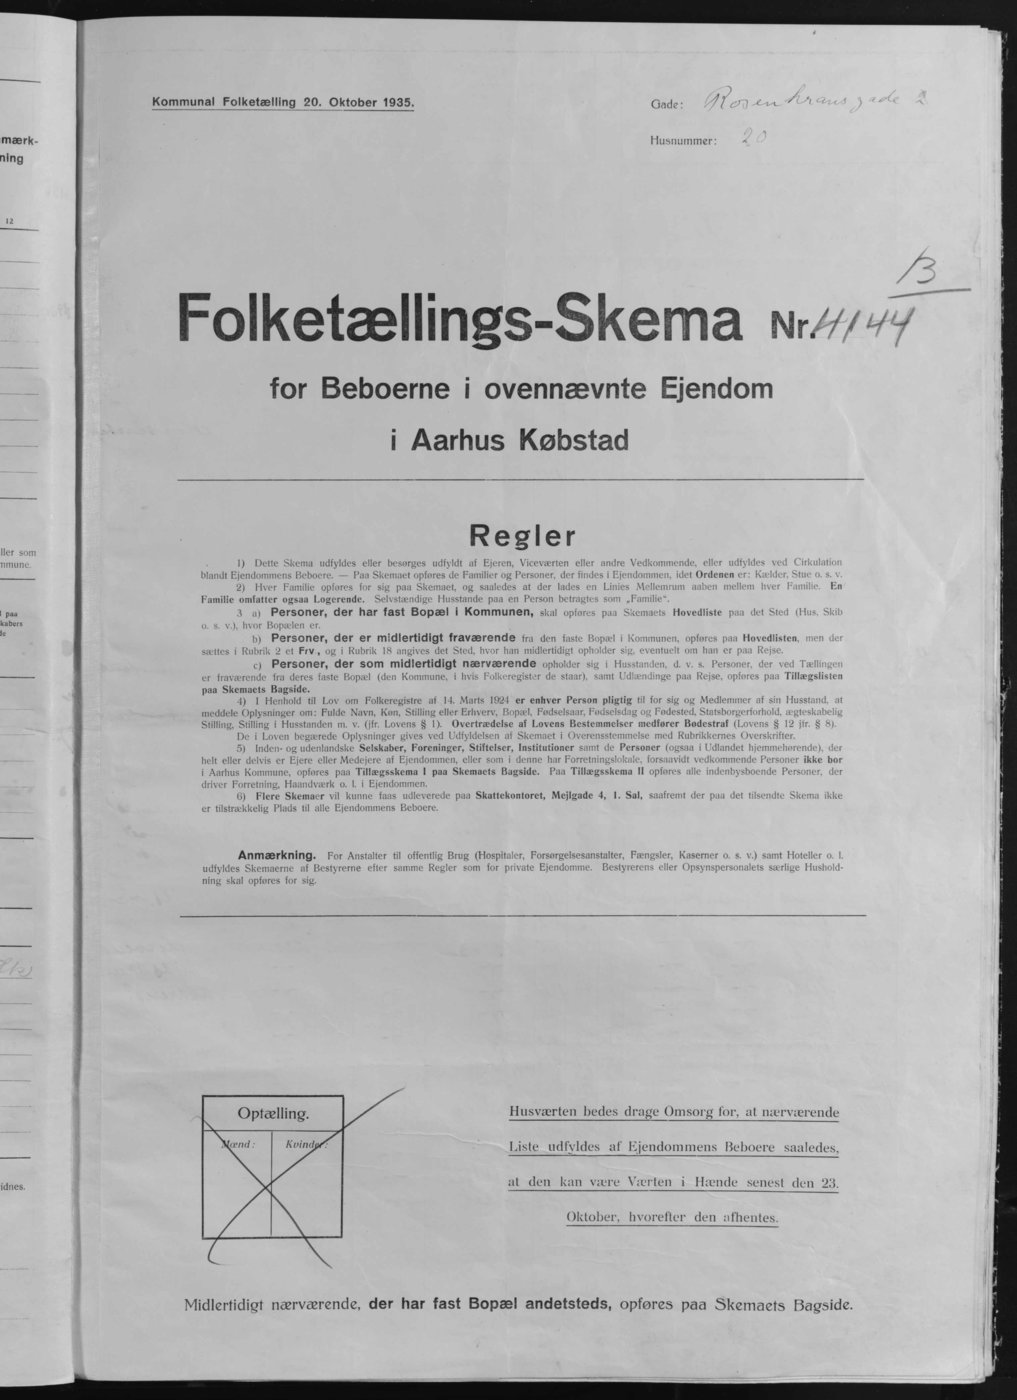 mærk-
ning
12
ller som
mmune.
l paa
kabers
de
idnes.
Kommunal Folketælling 20. Oktober 1935.
Gade: Rosenkransgade 2
Husnummer: 20
B
Folketællings-Skema Nr. 4144
for Beboerne i ovennævnte Ejendom
i Aarhus Købstad
Regler
1) Dette Skema udfyldes eller besørges udfyldt af Ejeren, Viceværten eller andre Vedkommende, eller udfyldes ved Cirkulation
blandt Ejendommens Beboere. — Paa Skemaet opføres de Familier og Personer, der findes i Ejendommen, idet Ordenen er: Kælder, Stue o. s. v.
2) Hver Familie opføres for sig paa Skemaet, og saaledes at der lades en Linies Mellemrum aaben mellem hver Familie. En
Familie omfatter ogsaa Logerende. Selvstændige Husstande paa en Person betragtes som „Familie“.
3 a) Personer, der har fast Bopæl i Kommunen, skal opføres paa Skemaets Hovedliste paa det Sted (Hus, Skib
o. s. v.), hvor Bopælen er.
b) Personer, der er midlertidigt fraværende fra den faste Bopæl i Kommunen, opføres paa Hovedlisten, men der
sættes i Rubrik 2 et Frv., og i Rubrik 18 angives det Sted, hvor han midlertidigt opholder sig, eventuelt om han er paa Rejse.
c) Personer, der som midlertidigt nærværende opholder sig i Husstanden, d. v. s. Personer, der ved Tællingen
er fraværende fra deres faste Bopæl (den Kommune, i hvis Folkeregister de staar), samt Udlændinge paa Rejse, opføres paa Tillægslisten
paa Skemaets Bagside.
4) I Henhold til Lov om Folkeregistre af 14. Marts 1924 er enhver Person pligtig til for sig og Medlemmer af sin Husstand, at
meddele Oplysninger om: Fulde Navn, Køn, Stilling eller Erhverv, Bopæl, Fødselsaar, Fødselsdag og Fødested, Statsborgerforhold, ægteskabelig
Stilling, Stilling i Husstanden m. v. (jfr. Lovens § 1). Overtrædelse af Lovens Bestemmelser medfører Bødestraf (Lovens § 12 jfr. § 8).
De i Loven begærede Oplysninger gives ved Udfyldelsen af Skemaet i Overensstemmelse med Rubrikkernes Overskrifter.
5) Inden- og udenlandske Selskaber, Foreninger, Stiftelser, Institutioner samt de Personer (ogsaa i Udlandet hjemmehørende), der
helt eller delvis er Ejere eller Medejere af Ejendommen, eller som i denne har Forretningslokale, forsaavidt vedkommende Personer ikke bor
i Aarhus Kommune, opføres paa Tillægsskema I paa Skemaets Bagside. Paa Tillægsskema II opføres alle indenbysboende Personer, der
driver Forretning, Haandværk o. l. i Ejendommen.
6) Flere Skemaer vil kunne faas udleverede paa Skattekontoret, Mejlgade 4, 1. Sal, saafremt der paa det tilsendte Skema ikke
er tilstrækkelig Plads til alle Ejendommens Beboere.
Anmærkning. For Anstalter til offentlig Brug (Hospitaler, Forsørgelsesanstalter, Fængsler, Kaserner o. s. v.) samt Hoteller o. l.
udfyldes Skemaerne af Bestyrerne efter samme Regler som for private Ejendomme. Bestyrerens eller Opsynspersonalets særlige Hushold-
ning skal opføres for sig.
Optælling.
Mænd: Kvinder:
Husværten bedes drage Omsorg for, at nærværende
Liste udfyldes af Ejendommens Beboere saaledes,
at den kan være Værten i Hænde senest den 23.
Oktober, hvorefter den afhentes.
Midlertidigt nærværende, der har fast Bopæl andetsteds, opføres paa Skemaets Bagside.